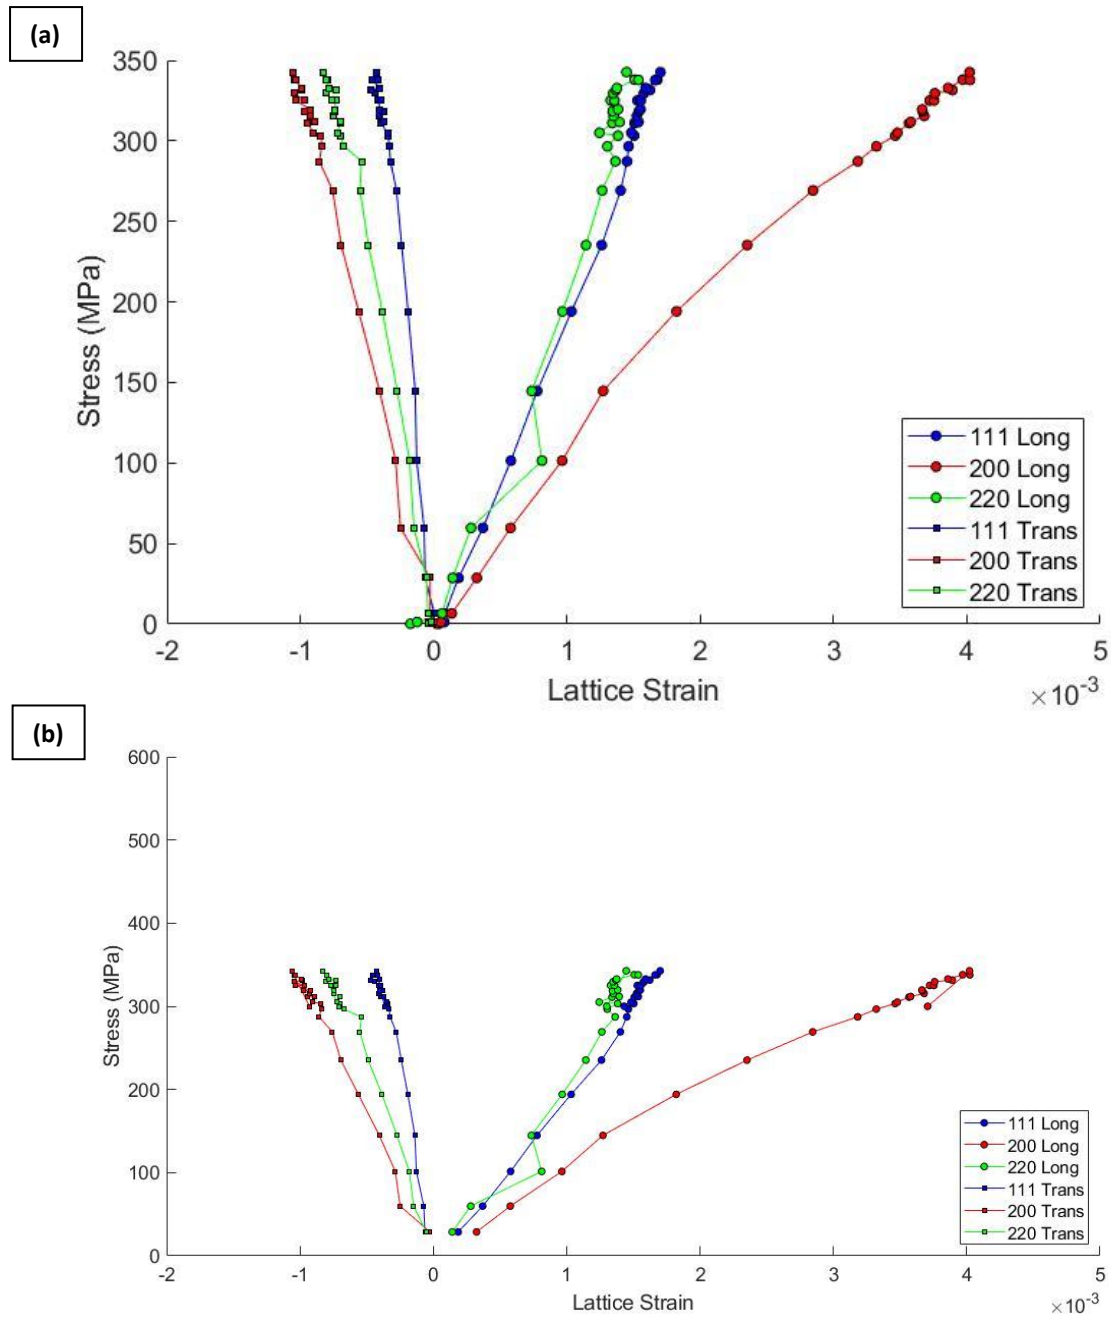 (a)
350
300
250
200
150
100
50
0
Stress (MPa)
-2 -1 0 1 2 3 4 5
Lattice Strain
×10-3
111 Long
200 Long
220 Long
111 Trans
200 Trans
220 Trans
(b)
600
500
400
300
200
100
0
Stress (MPa)
-2 -1 0 1 2 3 4 5
Lattice Strain
×10-3
111 Long
200 Long
220 Long
111 Trans
200 Trans
220 Trans